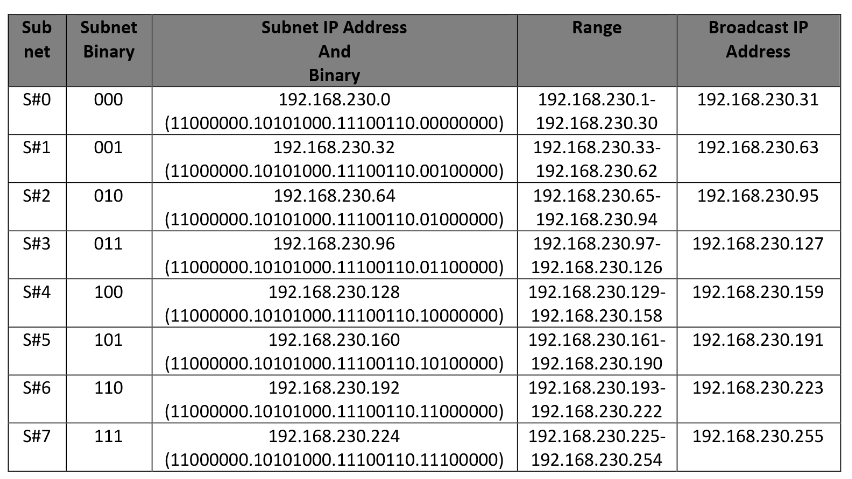 Sub Subnet Subnet IP Address Range Broadcast IP
net Binary And Address
Binary
S#0 000 192.168.230.0 192.168.230.1- 192.168.230.31
(11000000.10101000.11100110.00000000) 192.168.230.30
S#1 001 192.168.230.32 192.168.230.33- 192.168.230.63
(11000000.10101000.11100110.00100000) 192.168.230.62
S#2 010 192.168.230.64 192.168.230.65- 192.168.230.95
(11000000.10101000.11100110.01000000) 192.168.230.94
S#3 011 192.168.230.96 192.168.230.97- 192.168.230.127
(11000000.10101000.11100110.01100000) 192.168.230.126
S#4 100 192.168.230.128 192.168.230.129- 192.168.230.159
(11000000.10101000.11100110.10000000) 192.168.230.158
S#5 101 192.168.230.160 192.168.230.161- 192.168.230.191
(11000000.10101000.11100110.10100000) 192.168.230.190
S#6 110 192.168.230.192 192.168.230.193- 192.168.230.223
(11000000.10101000.11100110.11000000) 192.168.230.222
S#7 111 192.168.230.224 192.168.230.225- 192.168.230.255
(11000000.10101000.11100110.11100000) 192.168.230.254